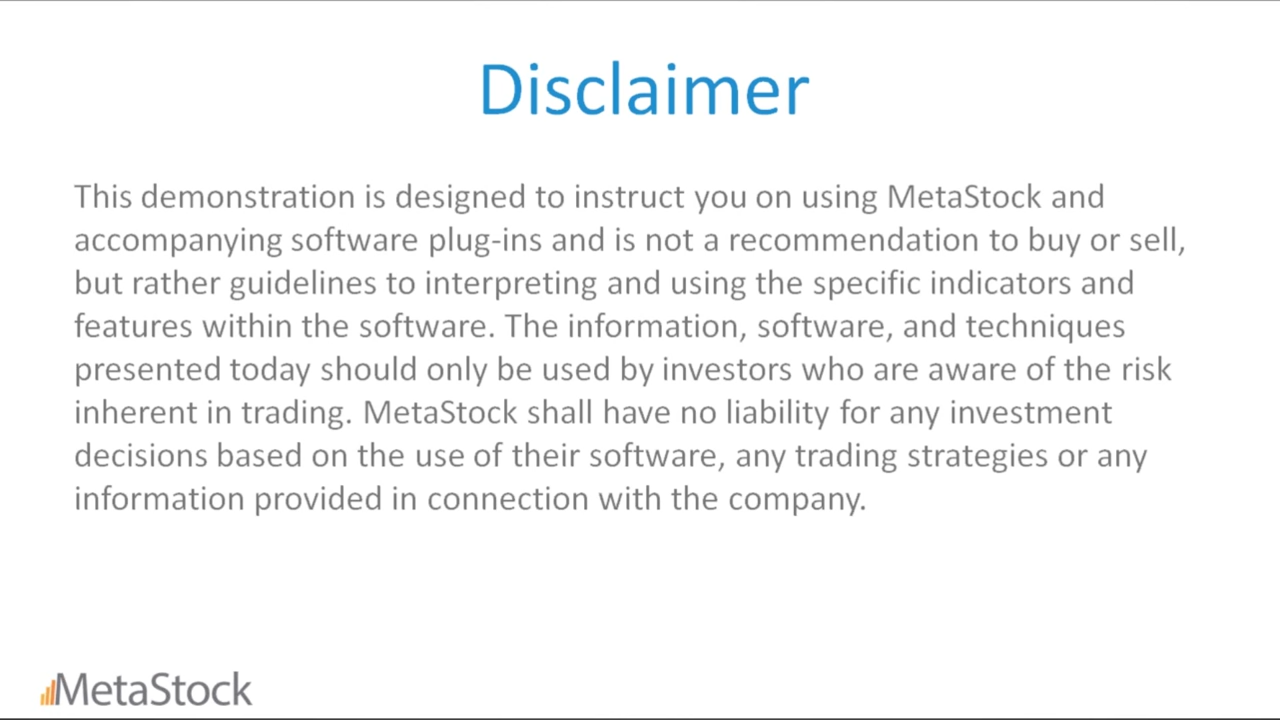 Disclaimer
This demonstration is designed to instruct you on using MetaStock and
accompanying software plug-ins and is not a recommendation to buy or sell,
but rather guidelines to interpreting and using the specific indicators and
features within the software. The information, software, and techniques
presented today should only be used by investors who are aware of the risk
inherent in trading. MetaStock shall have no liability for any investment
decisions based on the use of their software, any trading strategies or any
information provided in connection with the company.
MetaStock